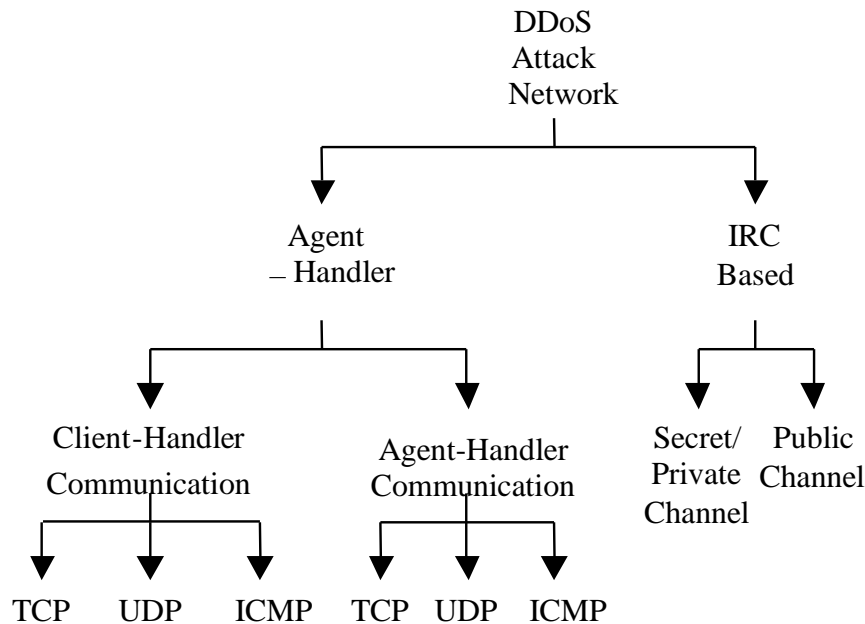 DDoS
Attack
Network
Agent
– Handler
IRC
Based
Client-Handler
Communication
Agent-Handler
Communication
Secret/
Private
Channel
Public
Channel
TCP
UDP
ICMP
TCP
UDP
ICMP